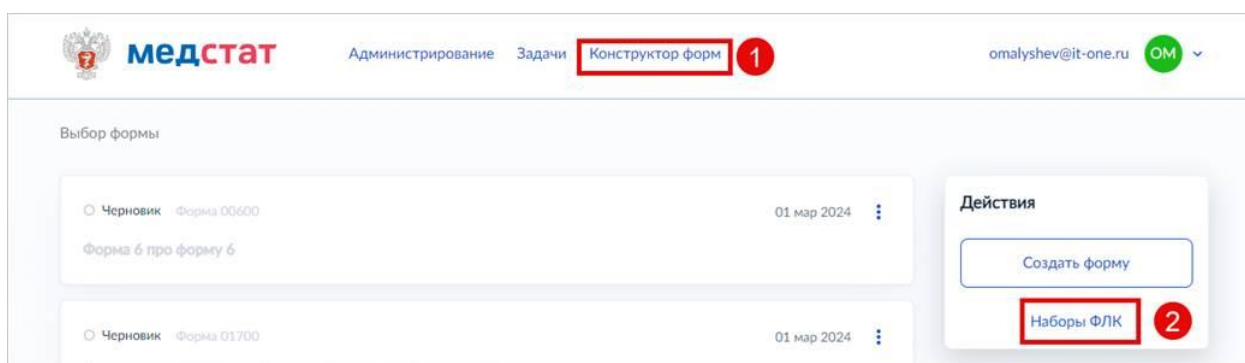 медстат Администрирование Задачи Конструктор форм 1 omalyshev@it-one.ru ОМ
Выбор формы
Черновик Форма 00600 01 мар 2024
Форма 6 про форму 6
Черновик Форма 01700 01 мар 2024
Действия
Создать форму
Наборы ФЛК 2